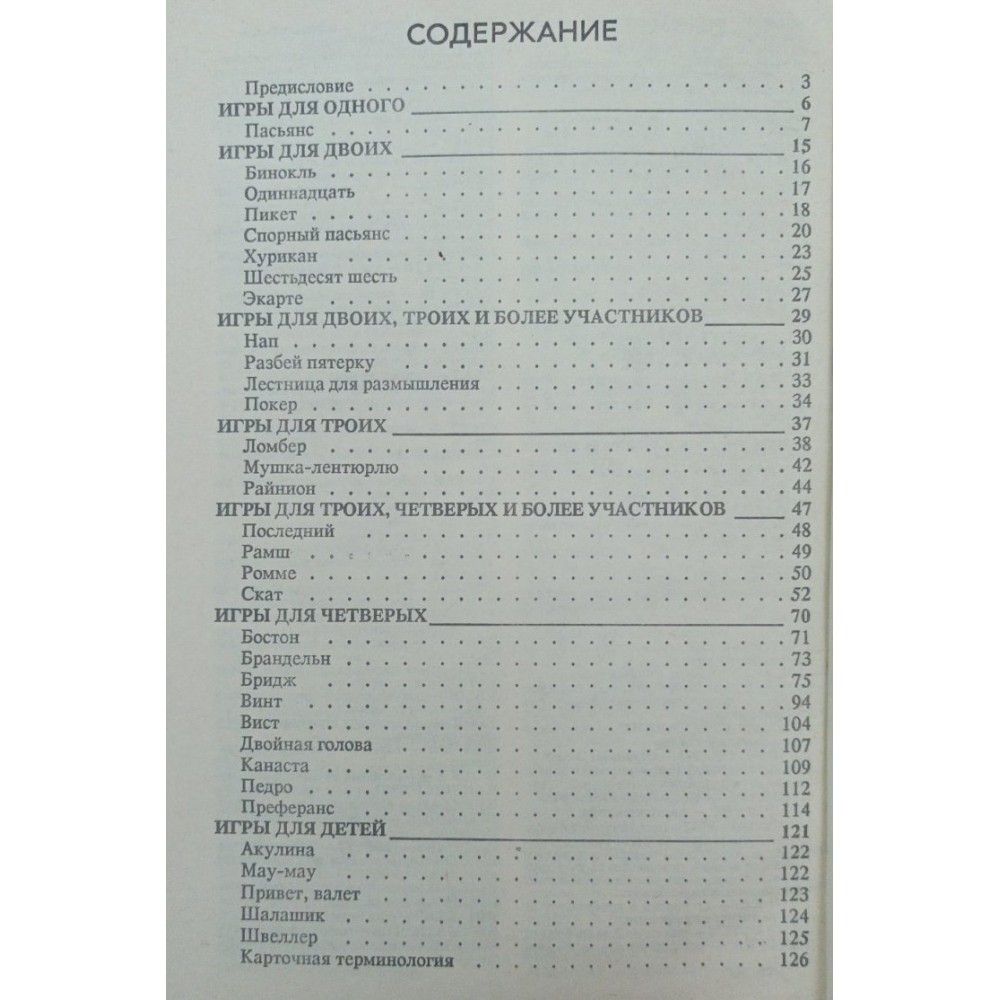 СОДЕРЖАНИЕ
Предисловие . . . . . . . . . . . . . . . . . . . . 3
ИГРЫ ДЛЯ ОДНОГО 6
Пасьянс . . . . . . . . . . . . . . . . . . . . 7
ИГРЫ ДЛЯ ДВОИХ 15
Бинокль . . . . . . . . . . . . . . . . . . . . 16
Одиннадцать . . . . . . . . . . . . . . . . . . . . 17
Пикет . . . . . . . . . . . . . . . . . . . . 18
Спорный пасьянс . . . . . . . . . . . . . . . . . . . . 20
Хурикан . . . . . . . . . . . . . . . . . . . . 23
Шестьдесят шесть . . . . . . . . . . . . . . . . . . . . 25
Экарте . . . . . . . . . . . . . . . . . . . . 27
ИГРЫ ДЛЯ ДВОИХ, ТРОИХ И БОЛЕЕ УЧАСТНИКОВ 29
Нап . . . . . . . . . . . . . . . . . . . . 30
Разбей пятерку . . . . . . . . . . . . . . . . . . . . 31
Лестница для размышления . . . . . . . . . . . . . . . 33
Покер . . . . . . . . . . . . . . . . . . . . 34
ИГРЫ ДЛЯ ТРОИХ 37
Ломбер . . . . . . . . . . . . . . . . . . . . 38
Мушка-лентюрлю . . . . . . . . . . . . . . . . . . . . 42
Райнион . . . . . . . . . . . . . . . . . . . . 44
ИГРЫ ДЛЯ ТРОИХ, ЧЕТВЕРЫХ И БОЛЕЕ УЧАСТНИКОВ 47
Последний . . . . . . . . . . . . . . . . . . . . 48
Рамш . . . . . . . . . . . . . . . . . . . . 49
Ромме . . . . . . . . . . . . . . . . . . . . 50
Скат . . . . . . . . . . . . . . . . . . . . 52
ИГРЫ ДЛЯ ЧЕТВЕРЫХ 70
Бостон . . . . . . . . . . . . . . . . . . . . 71
Брандельн . . . . . . . . . . . . . . . . . . . . 73
Бридж . . . . . . . . . . . . . . . . . . . . 75
Винт . . . . . . . . . . . . . . . . . . . . 94
Вист . . . . . . . . . . . . . . . . . . . . 104
Двойная голова . . . . . . . . . . . . . . . . . . . . 107
Канаста . . . . . . . . . . . . . . . . . . . . 109
Педро . . . . . . . . . . . . . . . . . . . . 112
Преферанс . . . . . . . . . . . . . . . . . . . . 114
ИГРЫ ДЛЯ ДЕТЕЙ 121
Акулина . . . . . . . . . . . . . . . . . . . . 122
Мау-мау . . . . . . . . . . . . . . . . . . . . 122
Привет, валет . . . . . . . . . . . . . . . . . . . . 123
Шалашик . . . . . . . . . . . . . . . . . . . . 124
Швеллер . . . . . . . . . . . . . . . . . . . . 125
Карточная терминология . . . . . . . . . . . . . . . 126